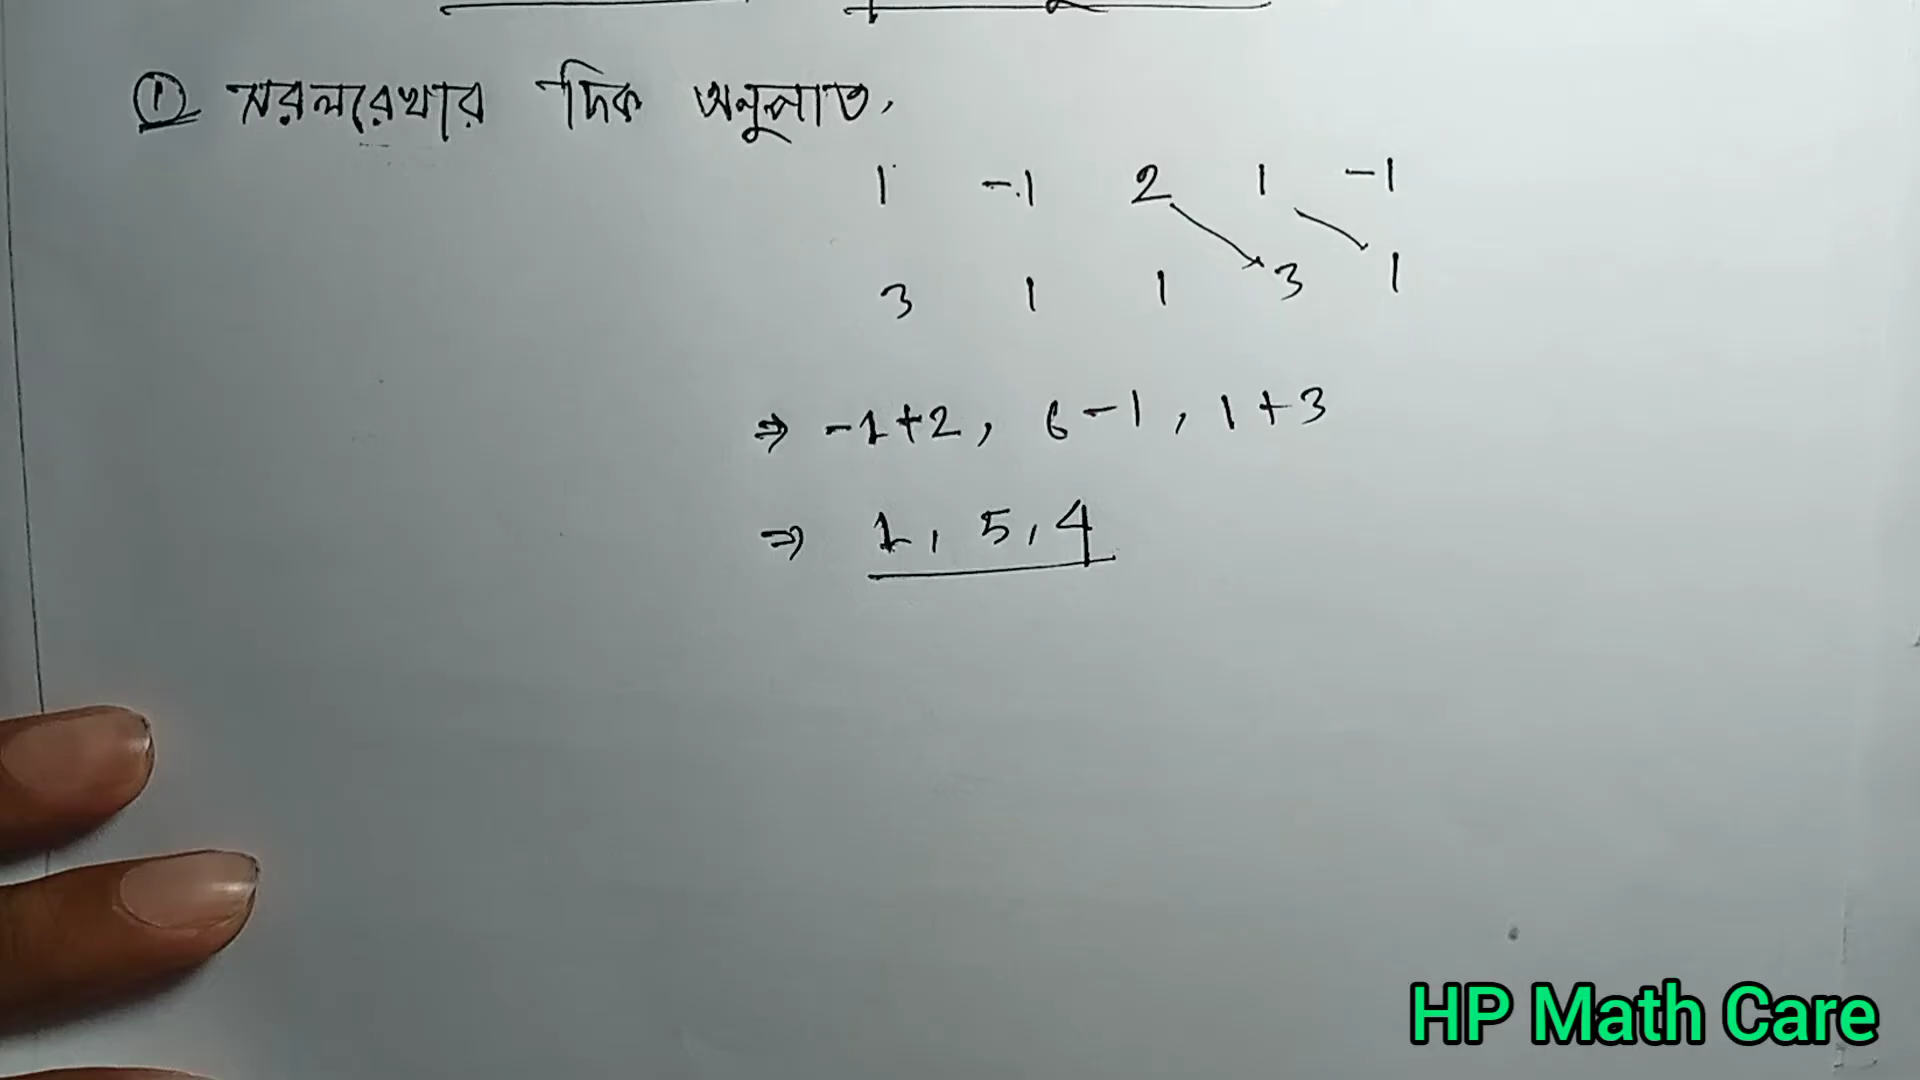 ① সরলরেখার দিক অনুপাত,
1 -1 2 1 -1
3 1 1 3 1
⇒ -1+2, 6-1, 1+3
⇒ 1, 5, 4
HP Math Care